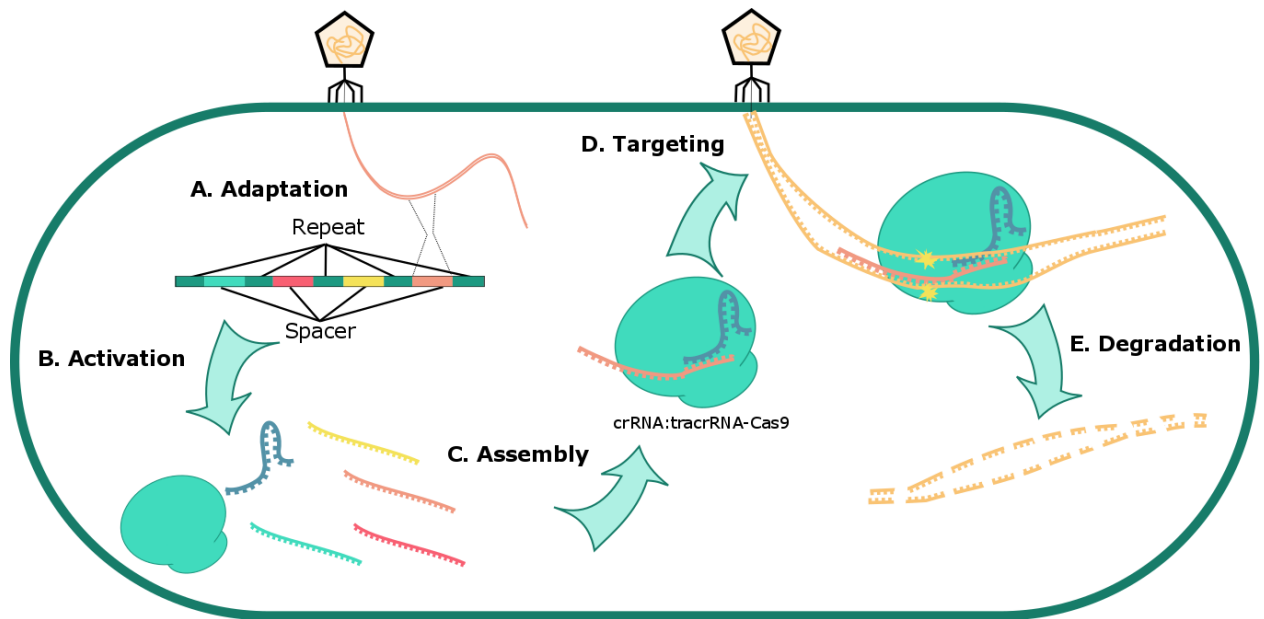 A. Adaptation
Repeat
Spacer
B. Activation
C. Assembly
crRNA:tracrRNA-Cas9
D. Targeting
E. Degradation